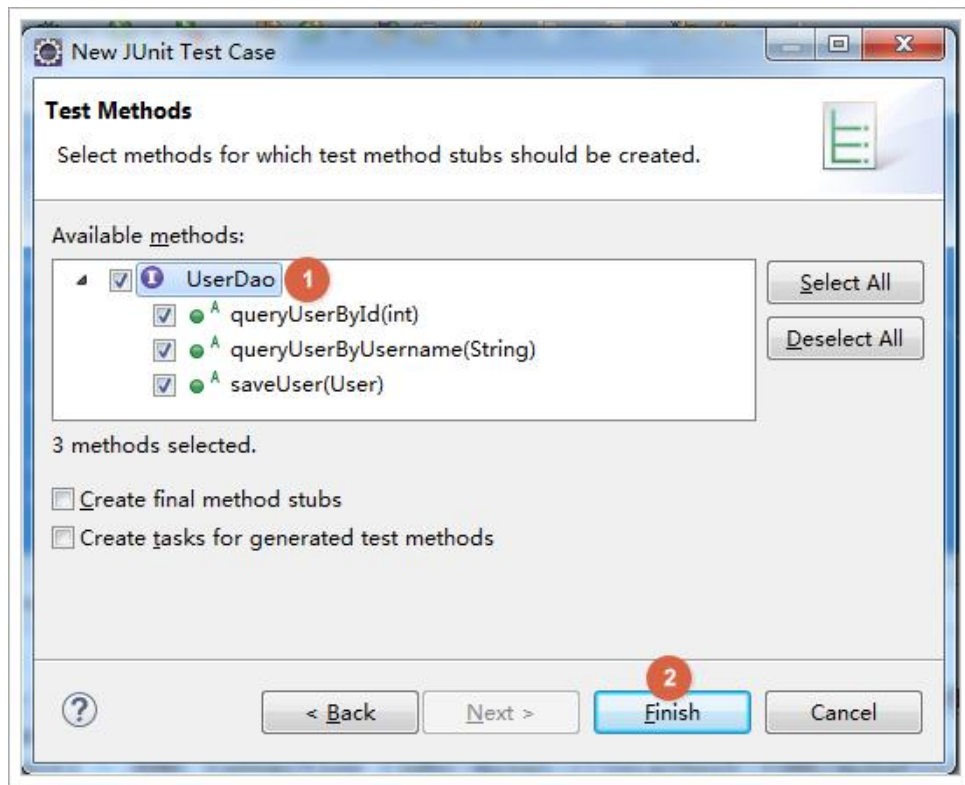 New JUnit Test Case
Test Methods
Select methods for which test method stubs should be created.
Available methods:
I UserDao 1
A queryUserById(int)
A queryUserByUsername(String)
A saveUser(User)
Select All
Deselect All
3 methods selected.
Create final method stubs
Create tasks for generated test methods
2
? < Back Next > Finish Cancel